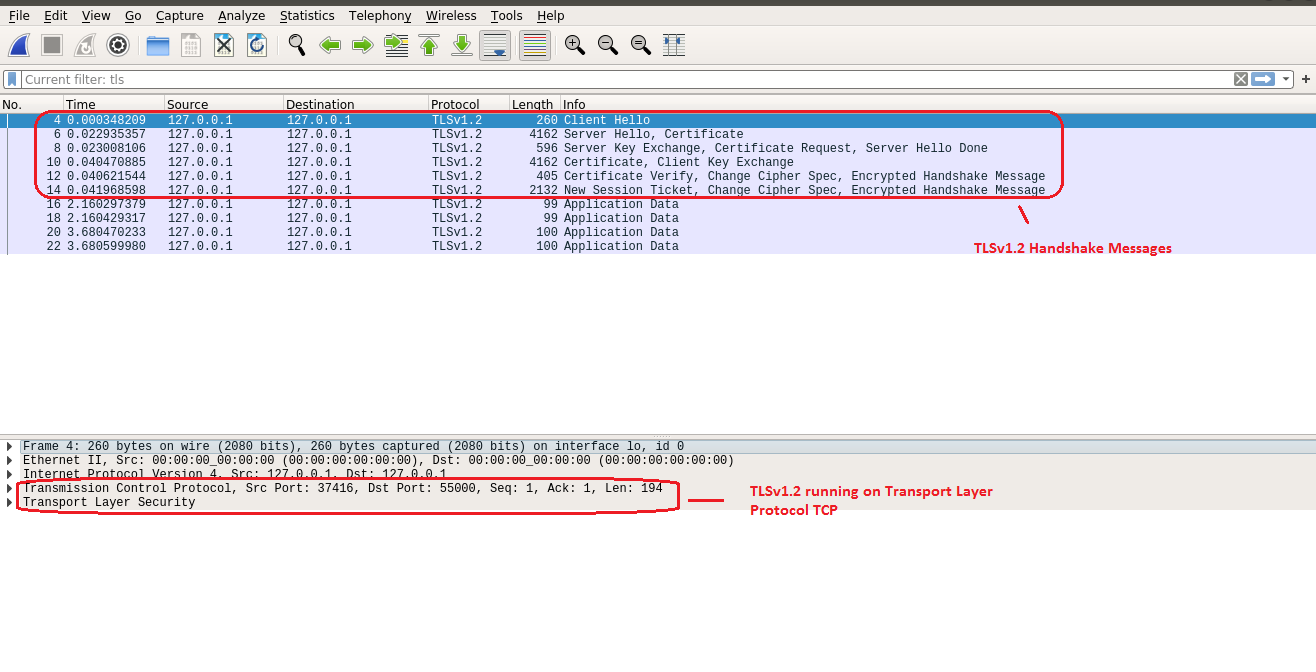 File Edit View Go Capture Analyze Statistics Telephony Wireless Tools Help
Current filter: tls
No. Time Source Destination Protocol Length Info
4 0.000348209 127.0.0.1 127.0.0.1 TLSv1.2 260 Client Hello
6 0.022935357 127.0.0.1 127.0.0.1 TLSv1.2 4162 Server Hello, Certificate
8 0.023008106 127.0.0.1 127.0.0.1 TLSv1.2 596 Server Key Exchange, Certificate Request, Server Hello Done
10 0.040470885 127.0.0.1 127.0.0.1 TLSv1.2 4162 Certificate, Client Key Exchange
12 0.040621544 127.0.0.1 127.0.0.1 TLSv1.2 405 Certificate Verify, Change Cipher Spec, Encrypted Handshake Message
14 0.041968598 127.0.0.1 127.0.0.1 TLSv1.2 2132 New Session Ticket, Change Cipher Spec, Encrypted Handshake Message
16 2.160297379 127.0.0.1 127.0.0.1 TLSv1.2 99 Application Data
18 2.160429317 127.0.0.1 127.0.0.1 TLSv1.2 99 Application Data
20 3.680470233 127.0.0.1 127.0.0.1 TLSv1.2 100 Application Data
22 3.680599980 127.0.0.1 127.0.0.1 TLSv1.2 100 Application Data
TLSv1.2 Handshake Messages
Frame 4: 260 bytes on wire (2080 bits), 260 bytes captured (2080 bits) on interface lo, id 0
Ethernet II, Src: 00:00:00_00:00:00 (00:00:00:00:00:00), Dst: 00:00:00_00:00:00 (00:00:00:00:00:00)
Internet Protocol Version 4, Src: 127.0.0.1, Dst: 127.0.0.1
Transmission Control Protocol, Src Port: 37416, Dst Port: 55000, Seq: 1, Ack: 1, Len: 194
Transport Layer Security
TLSv1.2 running on Transport Layer
Protocol TCP